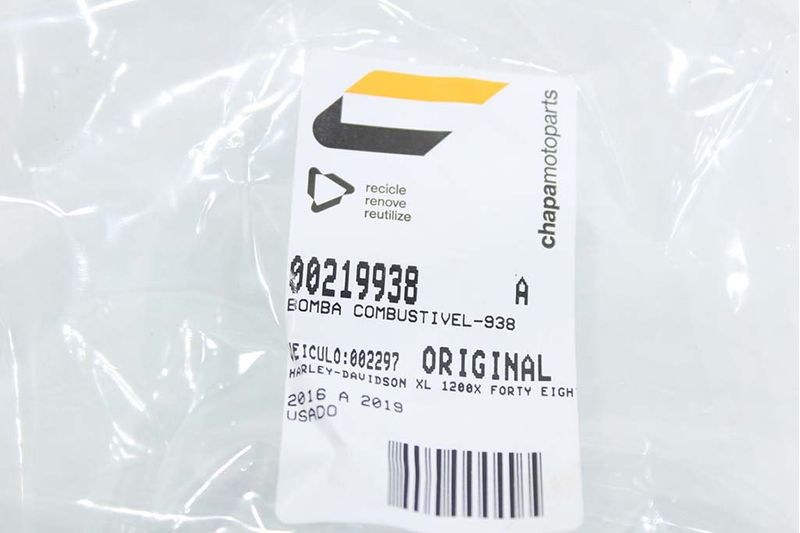 chapamotoparts
recicle
renove
reutilize
00219938 A
BOMBA COMBUSTIVEL-938
VEICULO:002297 ORIGINAL
HARLEY-DAVIDSON XL 1200X FORTY EIGH
2016 A 2019
USADO